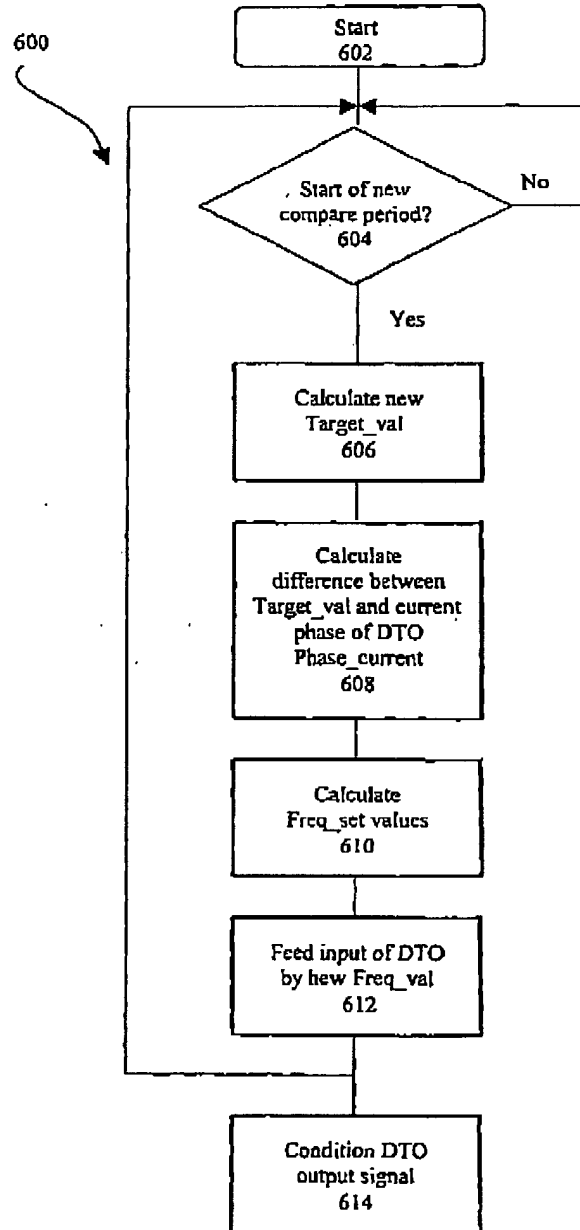 600
Start
602
Start of new
compare period?
604
No
Yes
Calculate new
Target_val
606
Calculate
difference between
Target_val and current
phase of DTO
Phase_current
608
Calculate
Freq_set values
610
Feed input of DTO
by hew Freq_val
612
Condition DTO
output signal
614